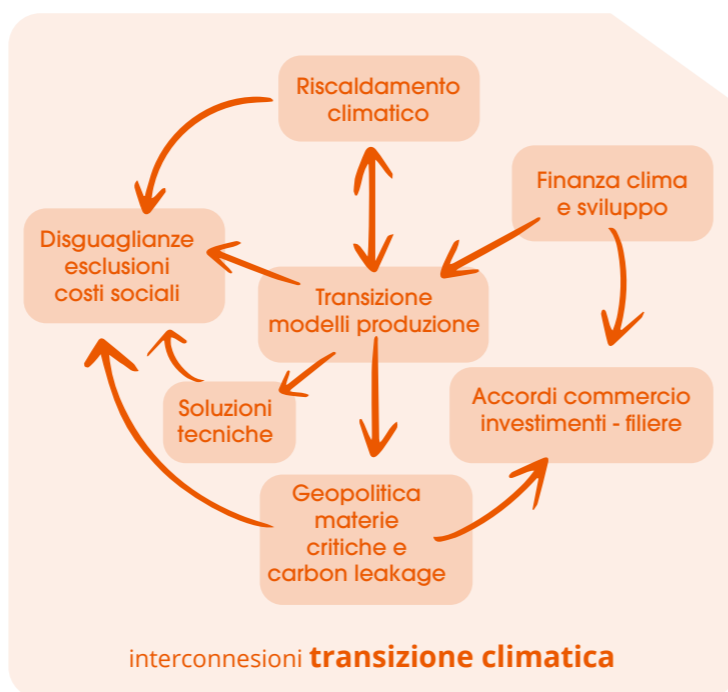 Riscaldamento
climatico
Finanza clima
e sviluppo
Disguaglianze
esclusioni
costi sociali
Transizione
modelli produzione
Soluzioni
tecniche
Accordi commercio
investimenti - filiere
Geopolitica
materie
critiche e
carbon leakage
interconnesioni transizione climatica